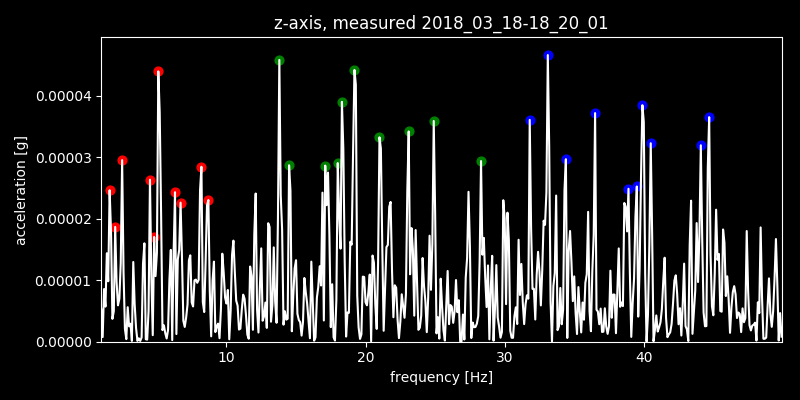 z-axis, measured 2018_03_18-18_20_01
0.00004
0.00003
0.00002
0.00001
0.00000
acceleration [g]
10 20 30 40
frequency [Hz]